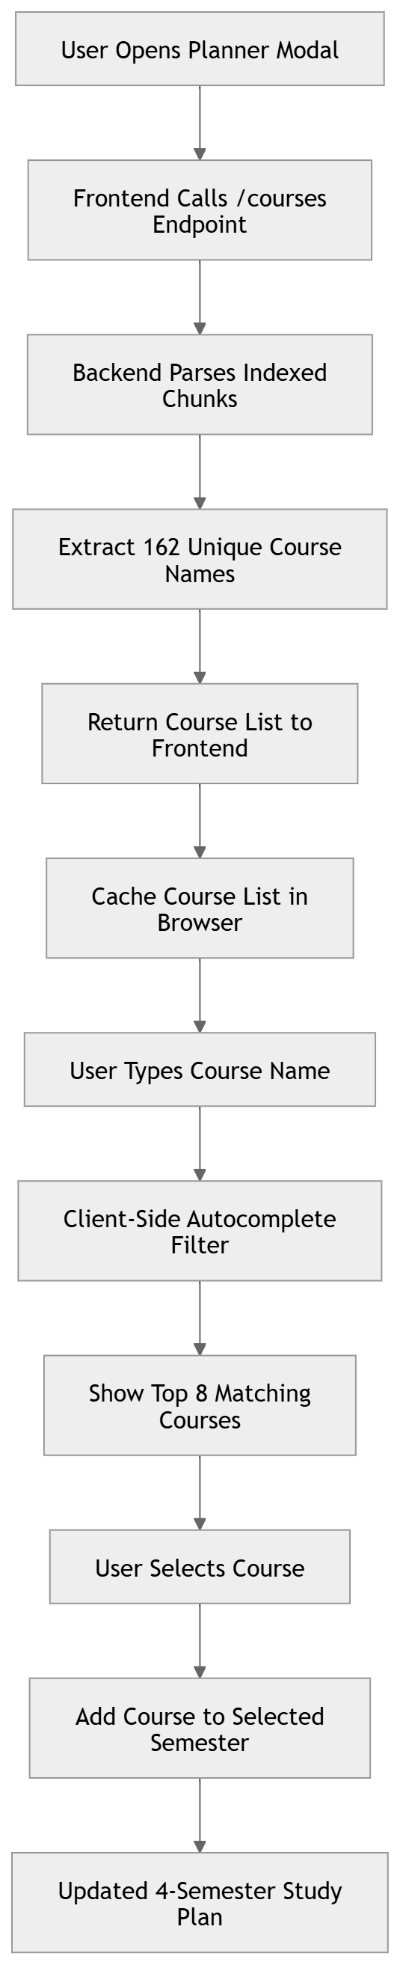 User Opens Planner Modal
Frontend Calls /courses
Endpoint
Backend Parses Indexed
Chunks
Extract 162 Unique Course
Names
Return Course List to
Frontend
Cache Course List in
Browser
User Types Course Name
Client-Side Autocomplete
Filter
Show Top 8 Matching
Courses
User Selects Course
Add Course to Selected
Semester
Updated 4-Semester Study
Plan